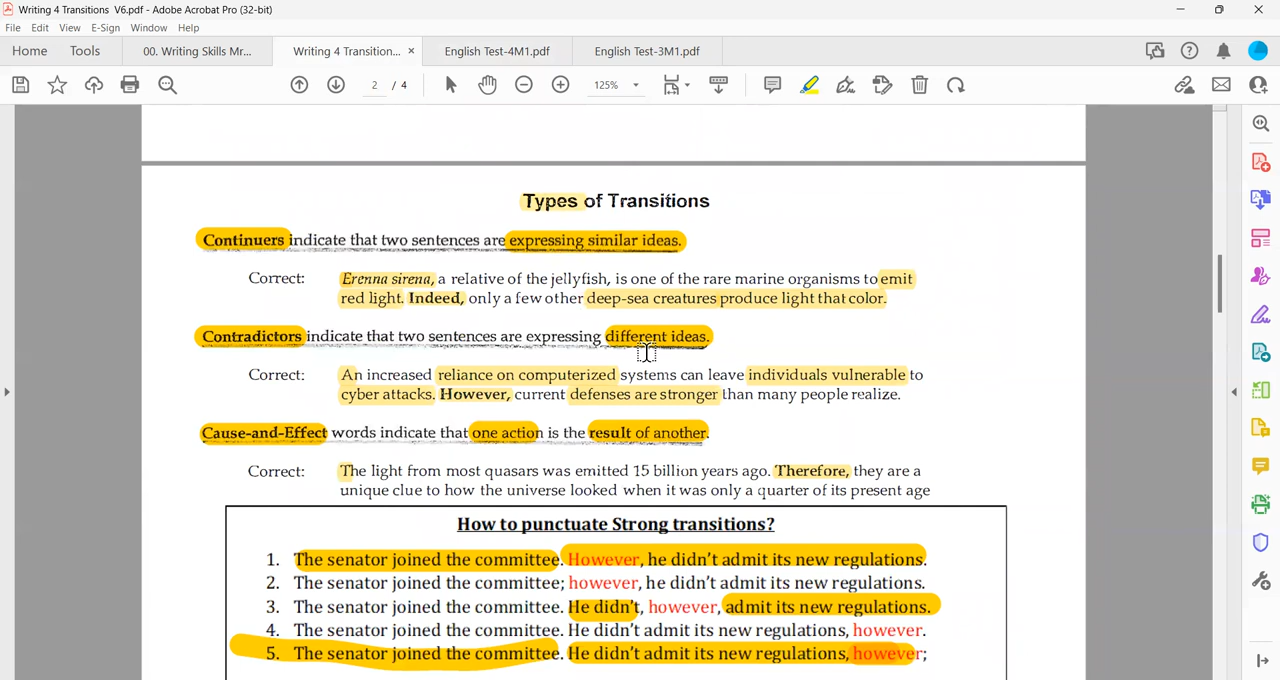 Writing 4 Transitions V6.pdf - Adobe Acrobat Pro (32-bit)
File Edit View E-Sign Window Help
Home Tools 00. Writing Skills Mr... Writing 4 Transition... × English Test-4M1.pdf English Test-3M1.pdf
2 / 4 125%
Types of Transitions
Continuers indicate that two sentences are expressing similar ideas.
Correct: Erenna sirena, a relative of the jellyfish, is one of the rare marine organisms to emit
red light. Indeed, only a few other deep-sea creatures produce light that color.
Contradictors indicate that two sentences are expressing different ideas.
Correct: An increased reliance on computerized systems can leave individuals vulnerable to
cyber attacks. However, current defenses are stronger than many people realize.
Cause-and-Effect words indicate that one action is the result of another.
Correct: The light from most quasars was emitted 15 billion years ago. Therefore, they are a
unique clue to how the universe looked when it was only a quarter of its present age
How to punctuate Strong transitions?
1. The senator joined the committee. However, he didn't admit its new regulations.
2. The senator joined the committee; however, he didn't admit its new regulations.
3. The senator joined the committee. He didn't, however, admit its new regulations.
4. The senator joined the committee. He didn't admit its new regulations, however.
5. The senator joined the committee. He didn't admit its new regulations, however;